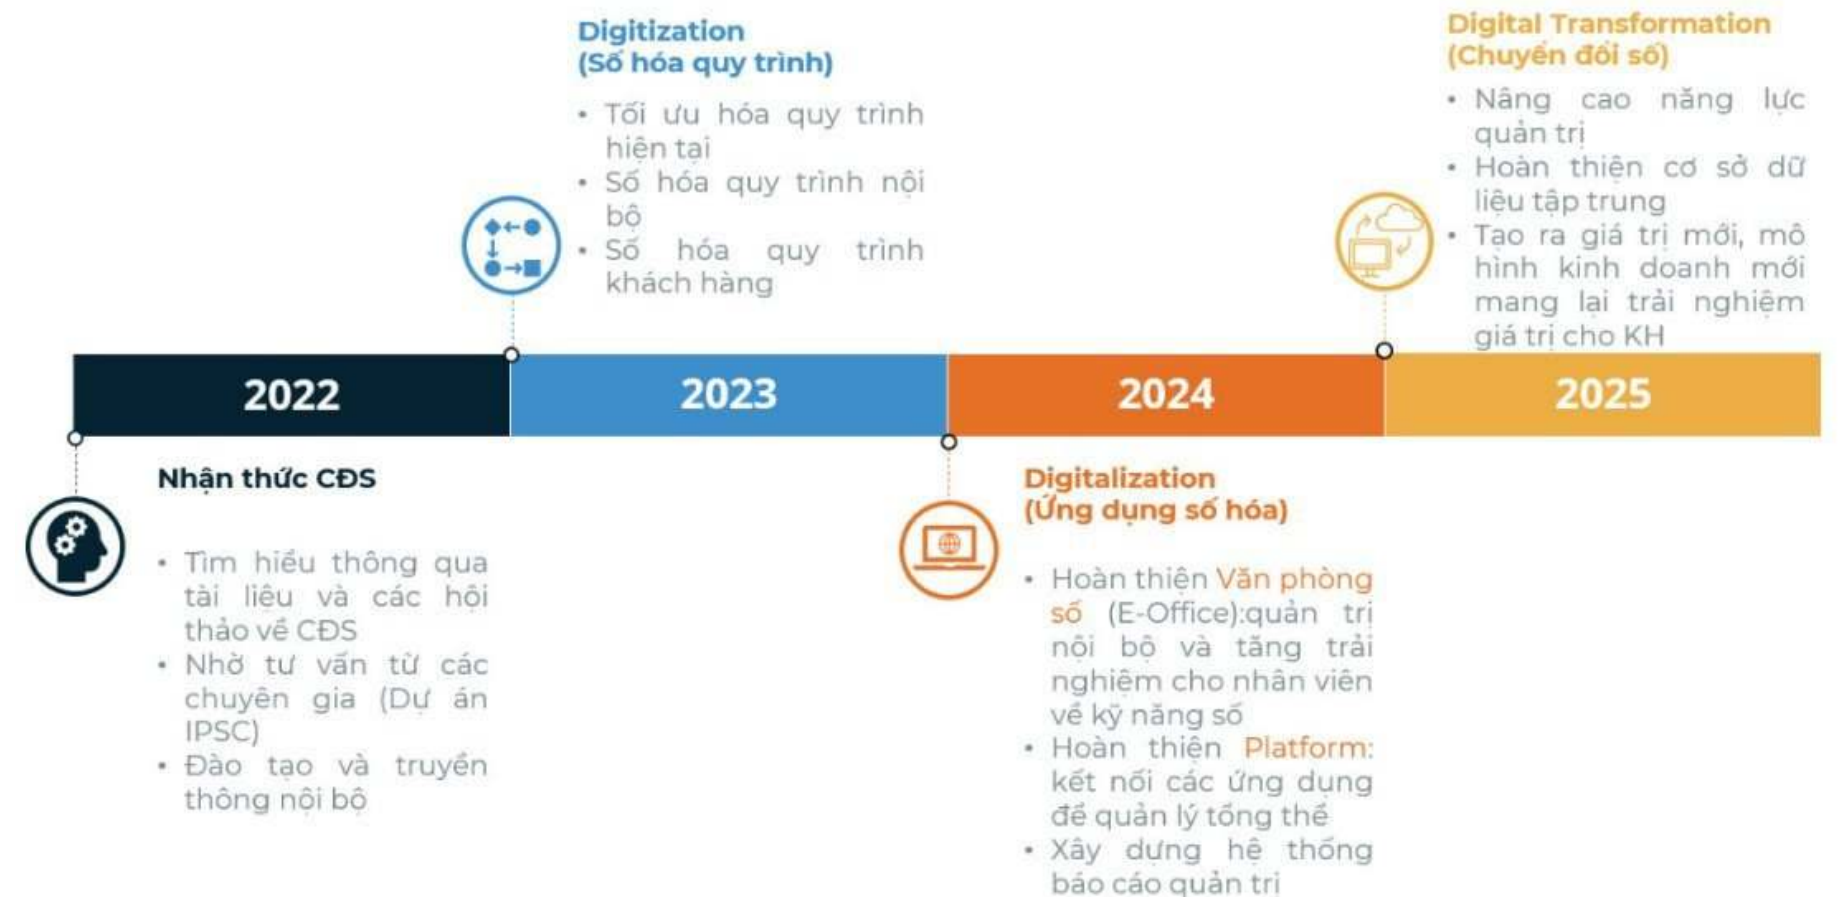 Digitization
(Số hóa quy trình)
• Tối ưu hóa quy trình
hiện tại
• Số hóa quy trình nội
bộ
• Số hóa quy trình
khách hàng
Digital Transformation
(Chuyển đổi số)
• Nâng cao năng lực
quản trị
• Hoàn thiện cơ sở dữ
liệu tập trung
• Tạo ra giá trị mới, mô
hình kinh doanh mới
mang lại trải nghiệm
giá trị cho KH
2022
2023
2024
2025
Nhận thức CĐS
• Tìm hiểu thông qua
tài liệu và các hội
thảo về CĐS
• Nhờ tư vấn từ các
chuyên gia (Dự án
IPSC)
• Đào tạo và truyền
thông nội bộ
Digitalization
(Ứng dụng số hóa)
• Hoàn thiện Văn phòng
số (E-Office):quản trị
nội bộ và tăng trải
nghiệm cho nhân viên
về kỹ năng số
• Hoàn thiện Platform:
kết nối các ứng dụng
để quản lý tổng thể
• Xây dựng hệ thống
báo cáo quản trị